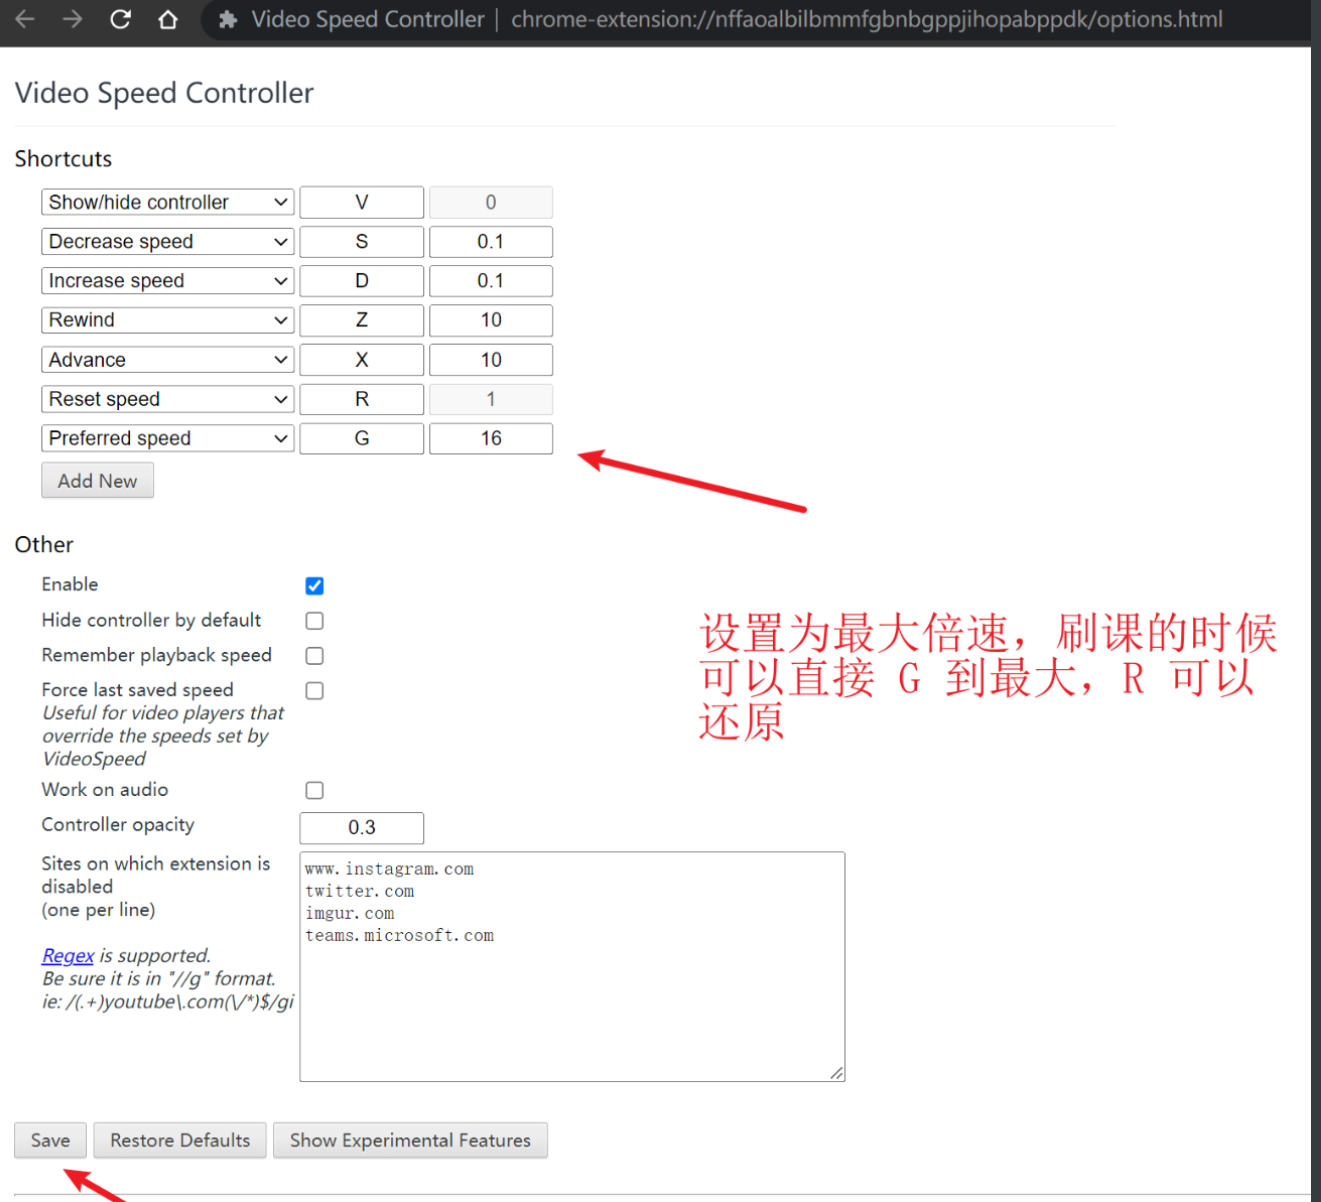 Video Speed Controller | chrome-extension://nffaoalbilbmmfgbnbgppjihopabppdk/options.html
Video Speed Controller
Shortcuts
Show/hide controller V 0
Decrease speed S 0.1
Increase speed D 0.1
Rewind Z 10
Advance X 10
Reset speed R 1
Preferred speed G 16
Add New
Other
Enable
Hide controller by default
Remember playback speed
Force last saved speed
Useful for video players that
override the speeds set by
VideoSpeed
设置为最大倍速，刷课的时候
可以直接 G 到最大，R 可以
还原
Work on audio
Controller opacity 0.3
Sites on which extension is
disabled
(one per line)
Regex is supported.
Be sure it is in "//g" format.
ie: /(.+)youtube\.com(\/*)$/gi
www.instagram.com
twitter.com
imgur.com
teams.microsoft.com
Save Restore Defaults Show Experimental Features